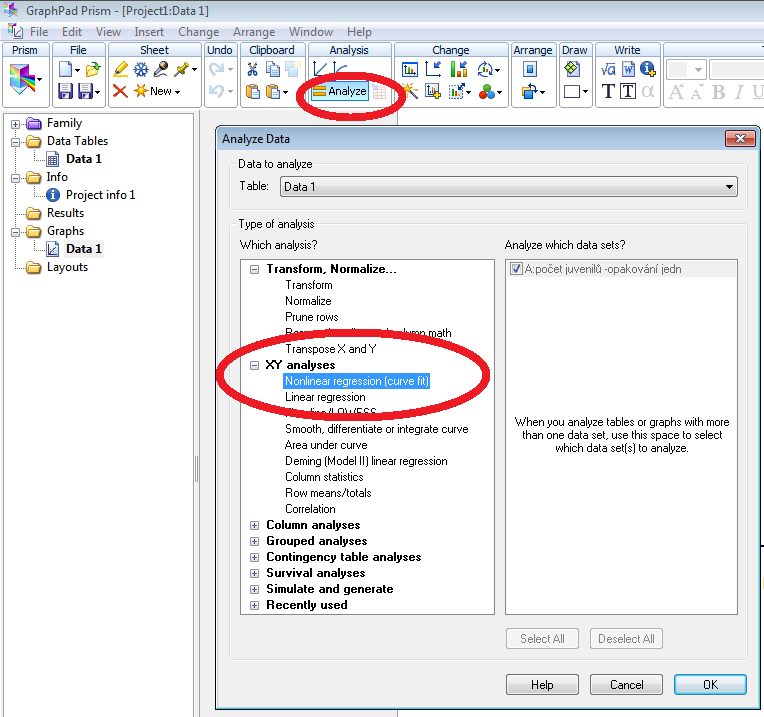 GraphPad Prism - [Project1:Data 1]
File Edit View Insert Change Arrange Window Help
Prism File Sheet Undo Clipboard Analysis Change Arrange Draw Write
Analyze
New
Family
Data Tables
Data 1
Info
Project info 1
Results
Graphs
Data 1
Layouts
Analyze Data
Data to analyze
Table: Data 1
Type of analysis
Which analysis?
Transform, Normalize...
Transform
Normalize
Prune rows
Transpose X and Y
XY analyses
Nonlinear regression (curve fit)
Linear regression
Smooth, differentiate or integrate curve
Area under curve
Deming (Model II) linear regression
Column statistics
Row means/totals
Correlation
Column analyses
Grouped analyses
Contingency table analyses
Survival analyses
Simulate and generate
Recently used
Analyze which data sets?
A:počet juvenilů -opakování jedn
When you analyze tables or graphs with more
than one data set, use this space to select
which data set(s) to analyze.
Select All Deselect All
Help Cancel OK